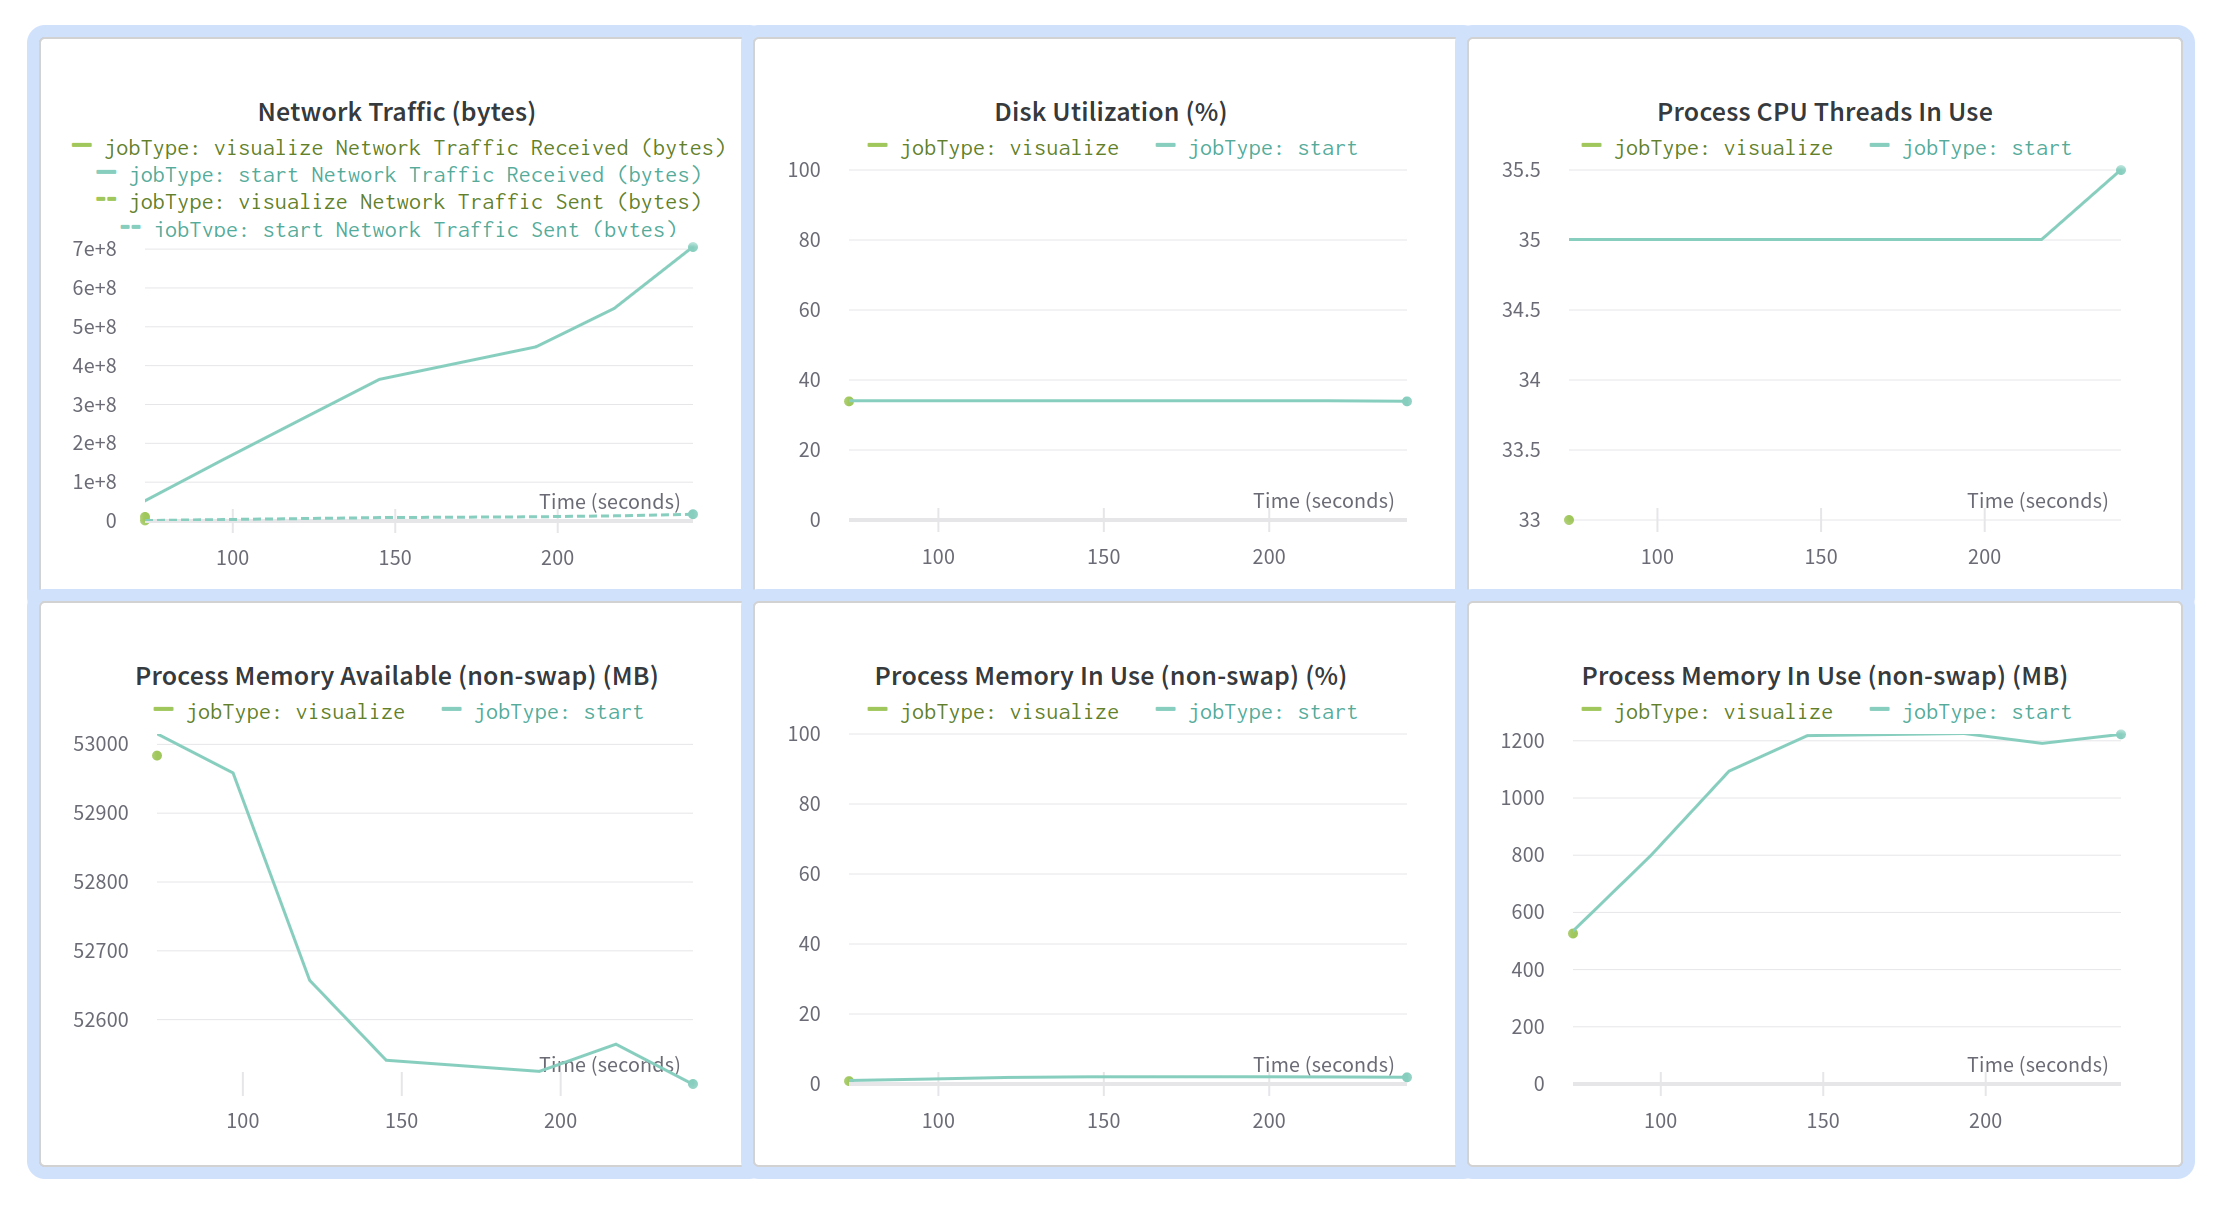 Network Traffic (bytes)
jobType: visualize Network Traffic Received (bytes)
jobType: start Network Traffic Received (bytes)
jobType: visualize Network Traffic Sent (bytes)
jobType: start Network Traffic Sent (bytes)
7e+8
6e+8
5e+8
4e+8
3e+8
2e+8
1e+8
0
Time (seconds)
100 150 200
Disk Utilization (%)
jobType: visualize jobType: start
100
80
60
40
20
0
Time (seconds)
100 150 200
Process CPU Threads In Use
jobType: visualize jobType: start
35.5
35
34.5
34
33.5
33
Time (seconds)
100 150 200
Process Memory Available (non-swap) (MB)
jobType: visualize jobType: start
53000
52900
52800
52700
52600
Time (seconds)
100 150 200
Process Memory In Use (non-swap) (%)
jobType: visualize jobType: start
100
80
60
40
20
0
Time (seconds)
100 150 200
Process Memory In Use (non-swap) (MB)
jobType: visualize jobType: start
1200
1000
800
600
400
200
0
Time (seconds)
100 150 200